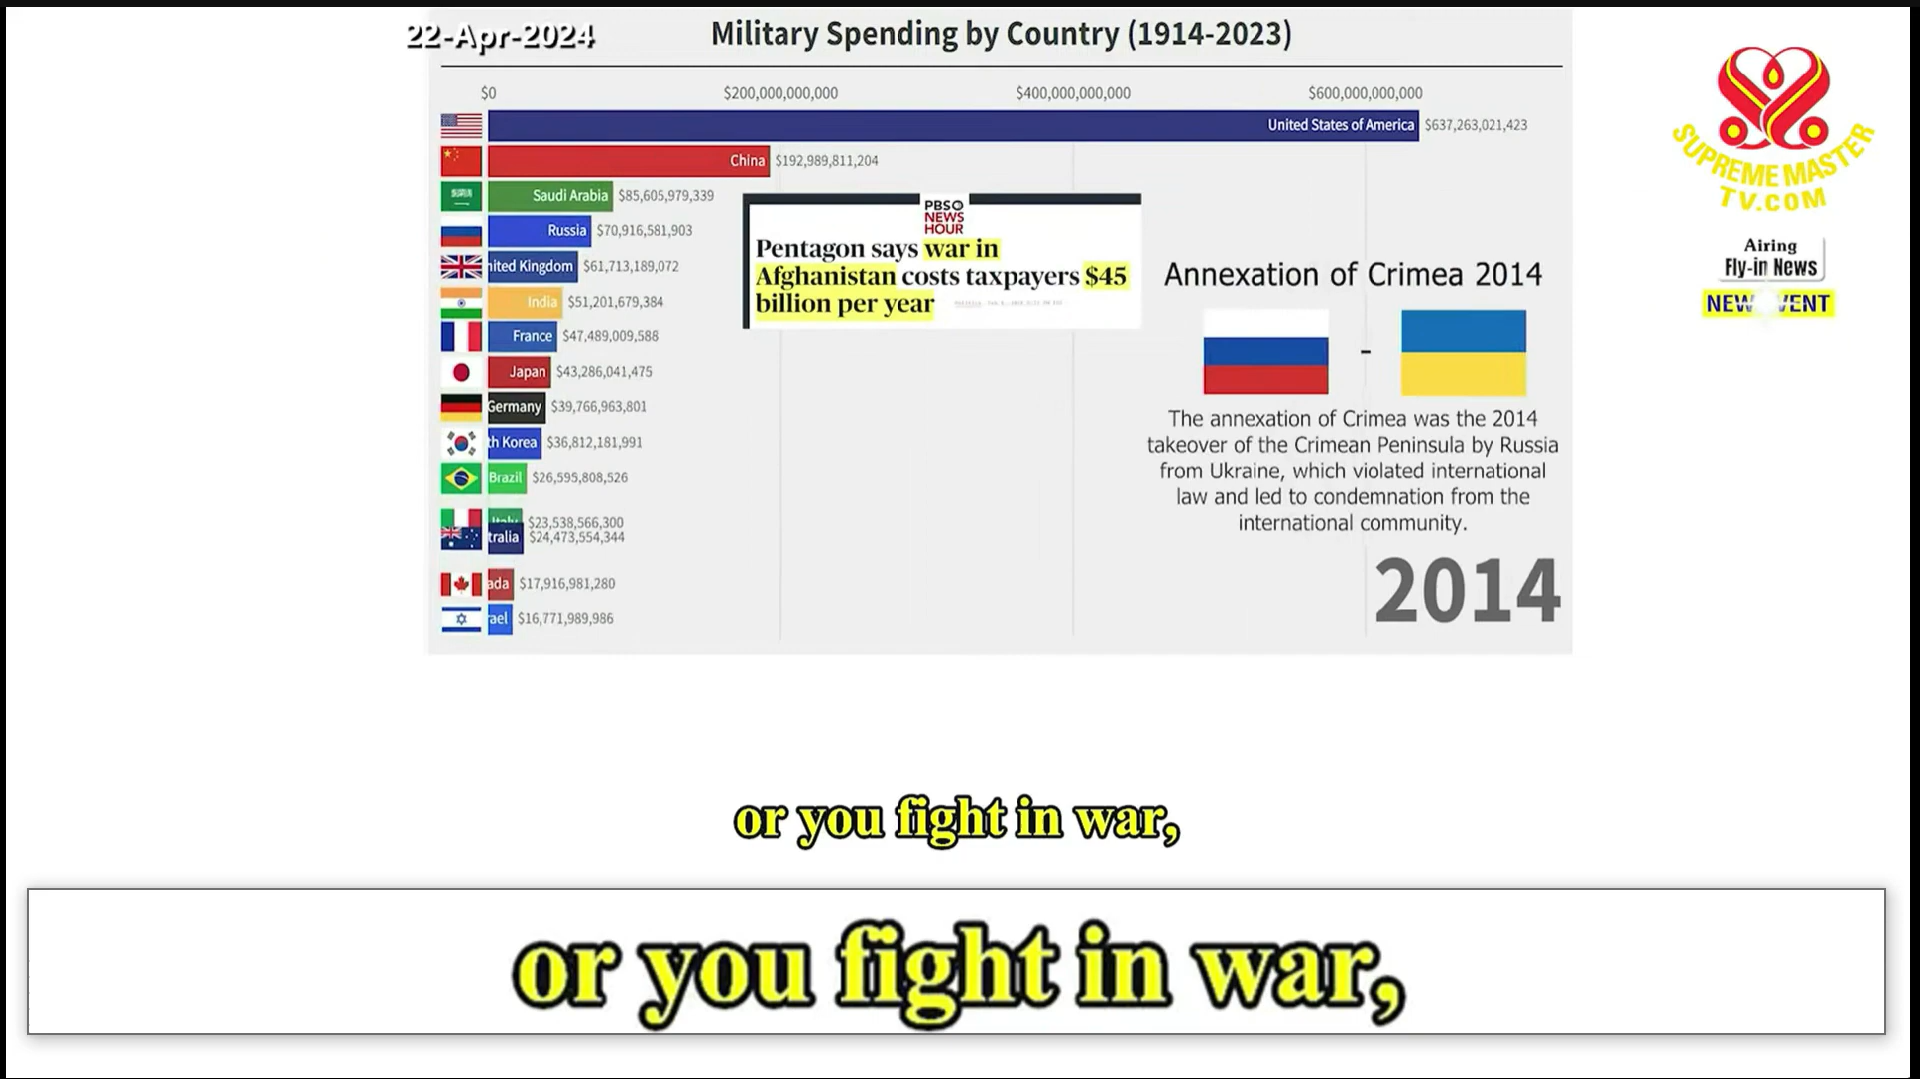 22-Apr-2024
Military Spending by Country (1914-2023)
$0 $200,000,000,000 $400,000,000,000 $600,000,000,000
United States of America $637,263,021,423
China $192,989,811,204
Saudi Arabia $85,605,979,339
Russia $70,916,581,903
nited Kingdom $61,713,189,072
India $51,201,679,384
France $47,489,009,588
Japan $43,286,041,475
Germany $39,766,963,801
th Korea $36,812,181,991
Brazil $26,595,808,526
Italy $23,538,566,300
tralia $24,473,554,344
ada $17,916,981,280
rael $16,771,989,986
PBS
NEWS
HOUR
Pentagon says war in
Afghanistan costs taxpayers $45
billion per year
Annexation of Crimea 2014
-
The annexation of Crimea was the 2014
takeover of the Crimean Peninsula by Russia
from Ukraine, which violated international
law and led to condemnation from the
international community.
2014
SUPREME MASTER
TV.COM
Airing
Fly-in News
NEW VENT
or you fight in war,
or you fight in war,